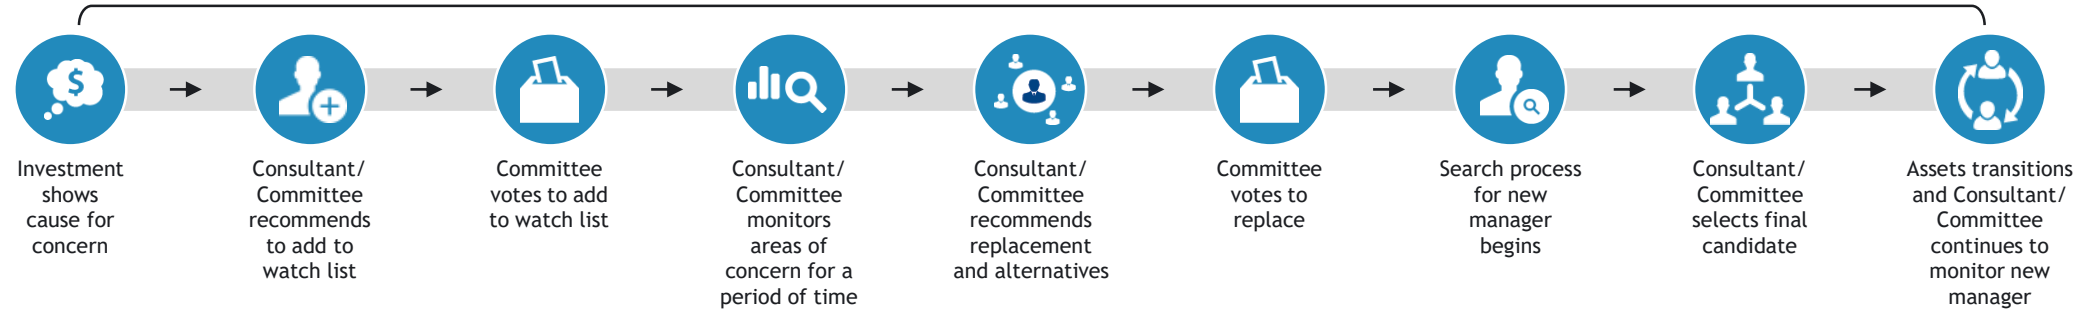 $
Investment
shows
cause for
concern
Consultant/
Committee
recommends
to add to
watch list
Committee
votes to add
to watch list
Consultant/
Committee
monitors
areas of
concern for a
period of time
Consultant/
Committee
recommends
replacement
and alternatives
Committee
votes to
replace
Search process
for new
manager
begins
Consultant/
Committee
selects final
candidate
Assets transitions
and Consultant/
Committee
continues to
monitor new
manager